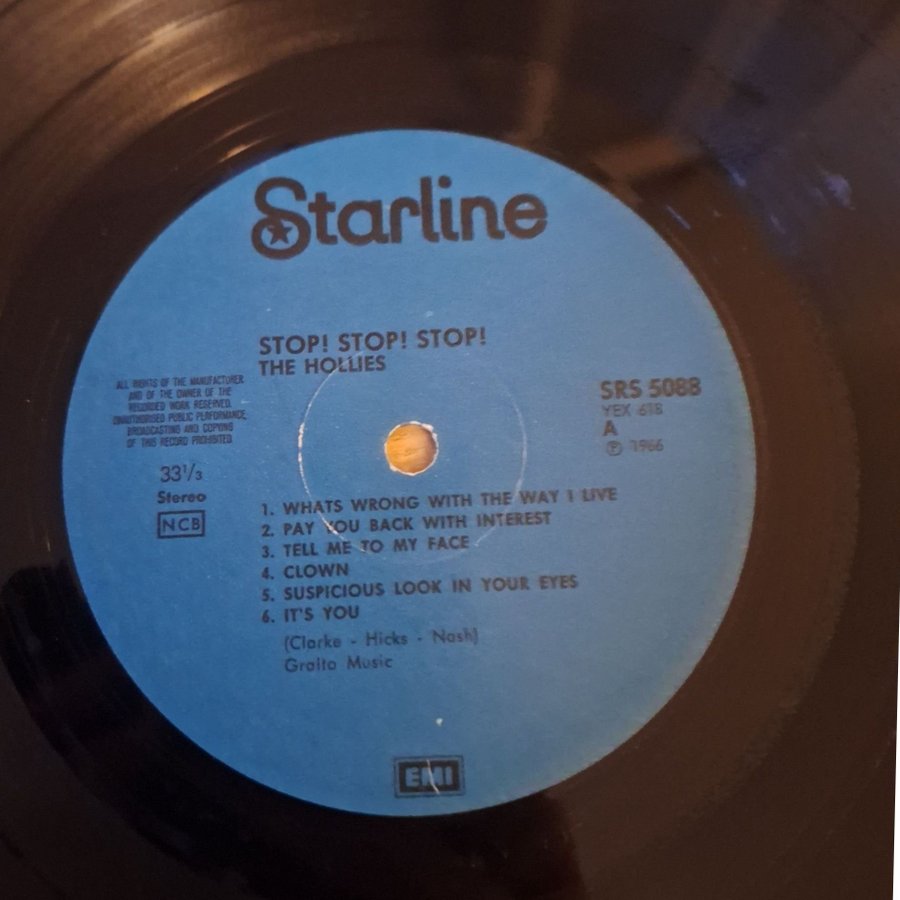 Starline
STOP! STOP! STOP!
THE HOLLIES
ALL RIGHTS OF THE MANUFACTURER
AND OF THE OWNER OF THE
RECORDED WORK RESERVED.
UNAUTHORISED PUBLIC PERFORMANCE,
BROADCASTING AND COPYING
OF THIS RECORD PROHIBITED.
33 1/3
Stereo
NCB
SRS 5088
YEX 618
A
℗ 1966
1. WHATS WRONG WITH THE WAY I LIVE
2. PAY YOU BACK WITH INTEREST
3. TELL ME TO MY FACE
4. CLOWN
5. SUSPICIOUS LOOK IN YOUR EYES
6. IT'S YOU
(Clarke - Hicks - Nash)
Gralto Music
EMI